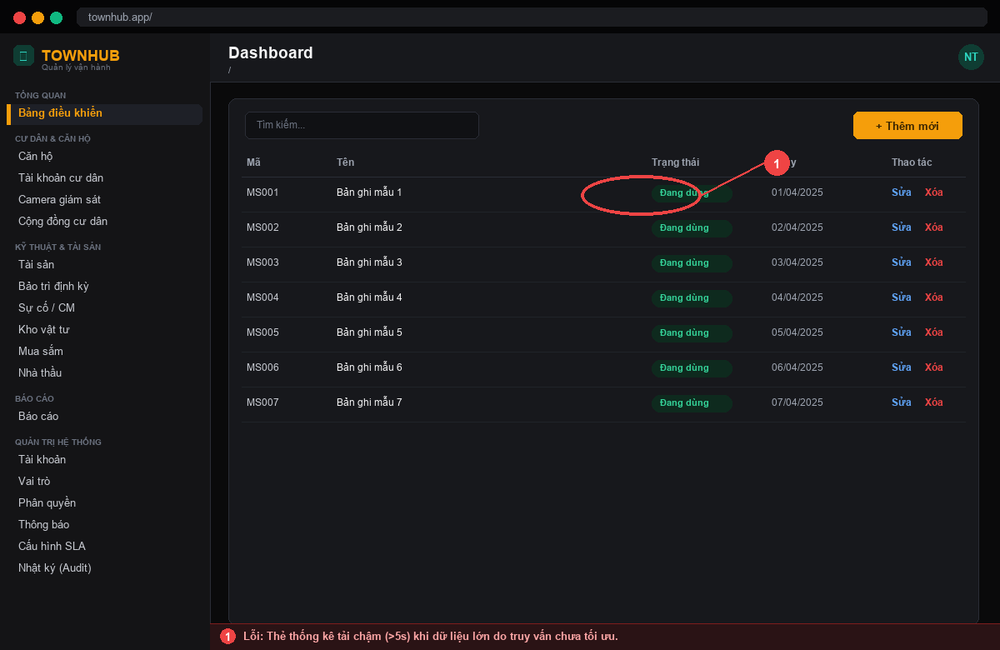 townhub.app/
TOWNHUB
Quản lý vận hành
TỔNG QUAN
Bảng điều khiển
CƯ DÂN & CĂN HỘ
Căn hộ
Tài khoản cư dân
Camera giám sát
Cộng đồng cư dân
KỸ THUẬT & TÀI SẢN
Tài sản
Bảo trì định kỳ
Sự cố / CM
Kho vật tư
Mua sắm
Nhà thầu
BÁO CÁO
Báo cáo
QUẢN TRỊ HỆ THỐNG
Tài khoản
Vai trò
Phân quyền
Thông báo
Cấu hình SLA
Nhật ký (Audit)
Dashboard
/
NT
Tìm kiếm...
+ Thêm mới
Mã Tên Trạng thái 1 y Thao tác
MS001 Bản ghi mẫu 1 Đang dùng 01/04/2025 Sửa Xóa
MS002 Bản ghi mẫu 2 Đang dùng 02/04/2025 Sửa Xóa
MS003 Bản ghi mẫu 3 Đang dùng 03/04/2025 Sửa Xóa
MS004 Bản ghi mẫu 4 Đang dùng 04/04/2025 Sửa Xóa
MS005 Bản ghi mẫu 5 Đang dùng 05/04/2025 Sửa Xóa
MS006 Bản ghi mẫu 6 Đang dùng 06/04/2025 Sửa Xóa
MS007 Bản ghi mẫu 7 Đang dùng 07/04/2025 Sửa Xóa
1 Lỗi: Thẻ thống kê tải chậm (>5s) khi dữ liệu lớn do truy vấn chưa tối ưu.